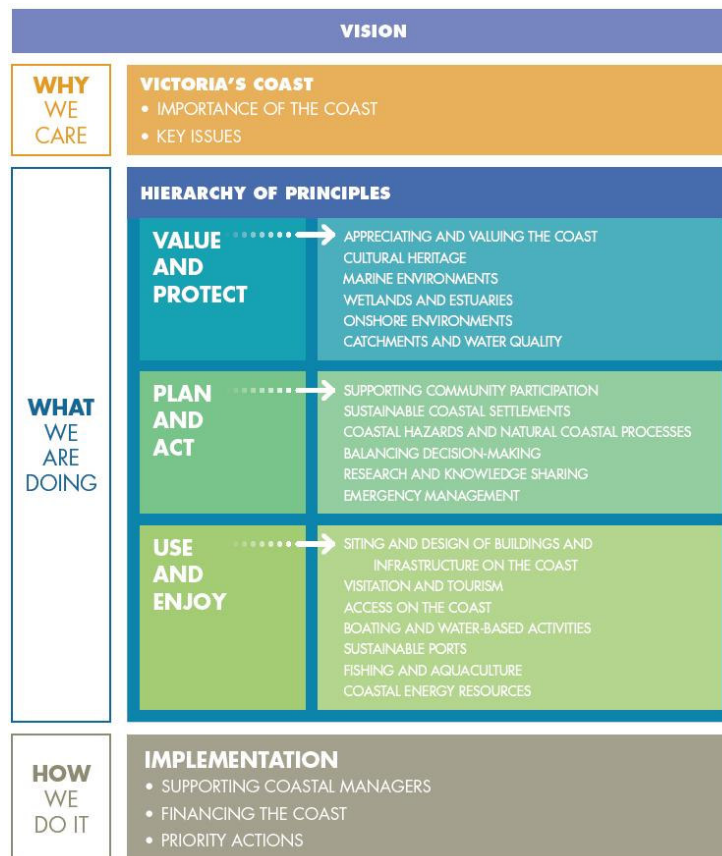 VISION
WHY
WE
CARE
VICTORIA'S COAST
• IMPORTANCE OF THE COAST
• KEY ISSUES
WHAT
WE
ARE
DOING
HIERARCHY OF PRINCIPLES
VALUE
AND
PROTECT
APPRECIATING AND VALUING THE COAST
CULTURAL HERITAGE
MARINE ENVIRONMENTS
WETLANDS AND ESTUARIES
ONSHORE ENVIRONMENTS
CATCHMENTS AND WATER QUALITY
PLAN
AND
ACT
SUPPORTING COMMUNITY PARTICIPATION
SUSTAINABLE COASTAL SETTLEMENTS
COASTAL HAZARDS AND NATURAL COASTAL PROCESSES
BALANCING DECISION-MAKING
RESEARCH AND KNOWLEDGE SHARING
EMERGENCY MANAGEMENT
USE
AND
ENJOY
SITING AND DESIGN OF BUILDINGS AND
INFRASTRUCTURE ON THE COAST
VISITATION AND TOURISM
ACCESS ON THE COAST
BOATING AND WATER-BASED ACTIVITIES
SUSTAINABLE PORTS
FISHING AND AQUACULTURE
COASTAL ENERGY RESOURCES
HOW
WE
DO IT
IMPLEMENTATION
• SUPPORTING COASTAL MANAGERS
• FINANCING THE COAST
• PRIORITY ACTIONS